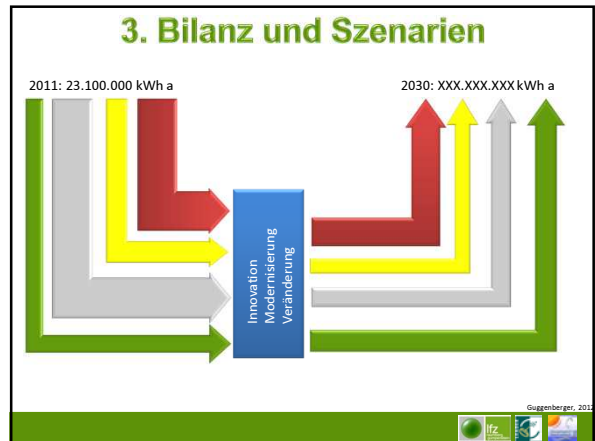 3. Bilanz und Szenarien
2011: 23.100.000 kWh a
2030: XXX.XXX.XXX kWh a
Innovation
Modernisierung
Veränderung
Guggenberger, 2012
lfz